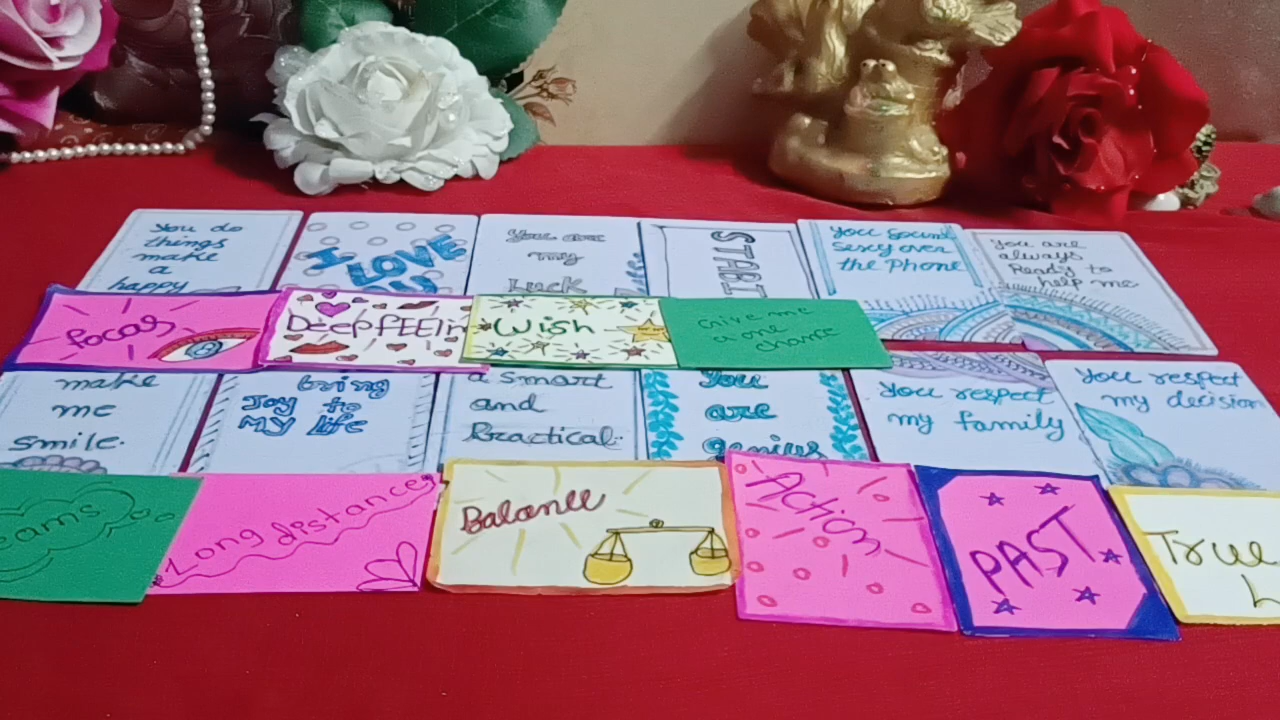 You do
things
make
a
happy
I LOVE
You are
my
Luck
You sound
Sexy over
the Phone
You are
always
Ready to
help me
focas
DeepfEElin
Wish
Give me
a one
chance
make
me
smile.
bring
Joy to
My life
a smart
and
Practical.
You
are
genius
You respect
my family
You respect
my decision
eams
Long distance
Balance
Action
PAST
True